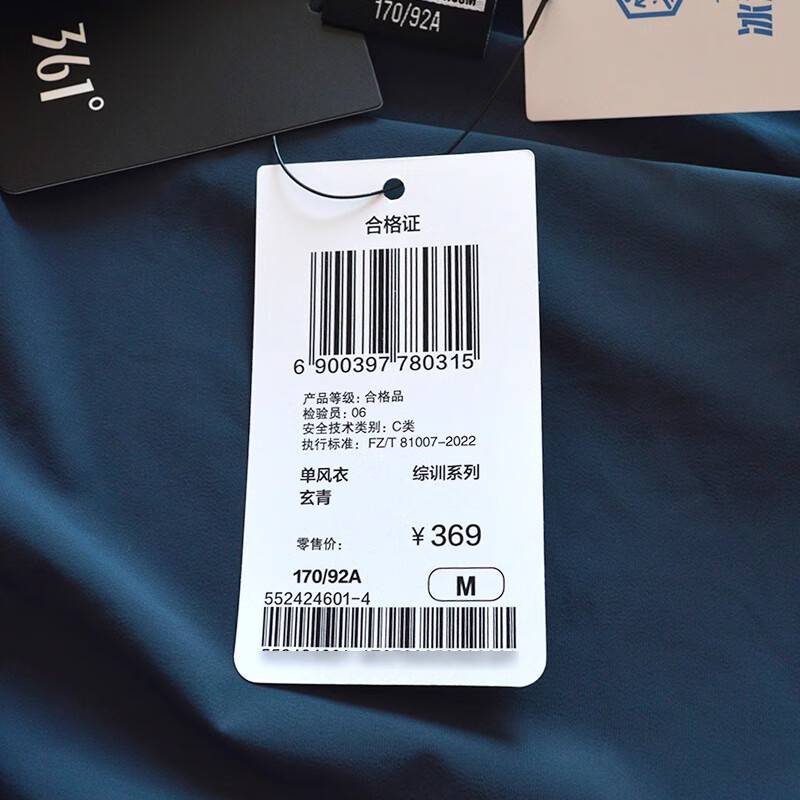 361°
170/92A
冰
合格证
6 900397 780315
产品等级: 合格品
检验员: 06
安全技术类别: C类
执行标准: FZ/T 81007-2022
单风衣 综训系列
玄青
零售价: ¥369
170/92A M
552424601-4